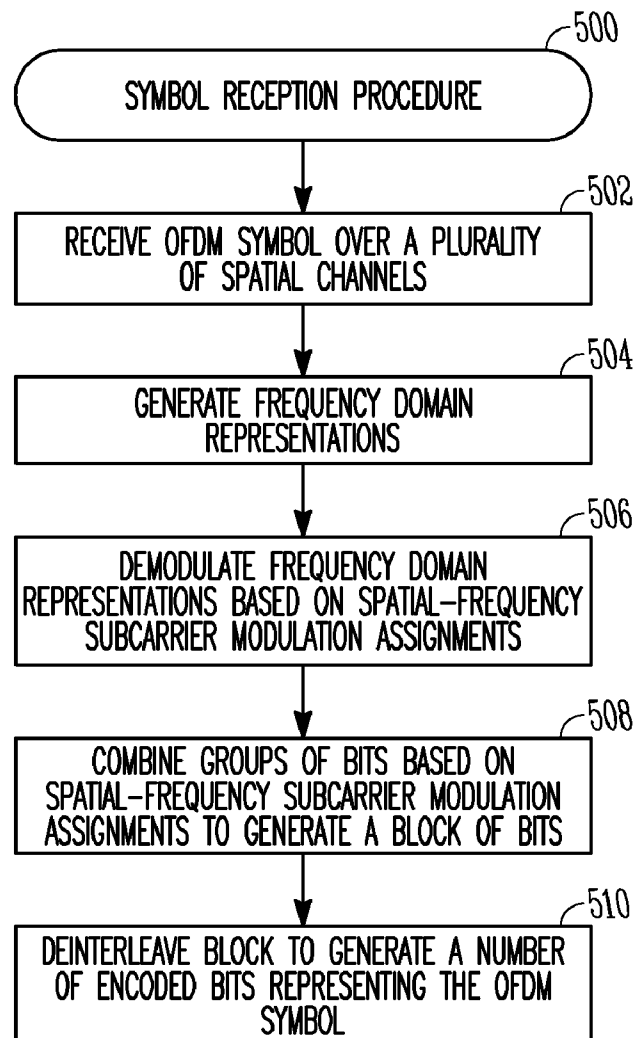 500
SYMBOL RECEPTION PROCEDURE
502
RECEIVE OFDM SYMBOL OVER A PLURALITY
OF SPATIAL CHANNELS
504
GENERATE FREQUENCY DOMAIN
REPRESENTATIONS
506
DEMODULATE FREQUENCY DOMAIN
REPRESENTATIONS BASED ON SPATIAL-FREQUENCY
SUBCARRIER MODULATION ASSIGNMENTS
508
COMBINE GROUPS OF BITS BASED ON
SPATIAL-FREQUENCY SUBCARRIER MODULATION
ASSIGNMENTS TO GENERATE A BLOCK OF BITS
510
DEINTERLEAVE BLOCK TO GENERATE A NUMBER
OF ENCODED BITS REPRESENTING THE OFDM
SYMBOL